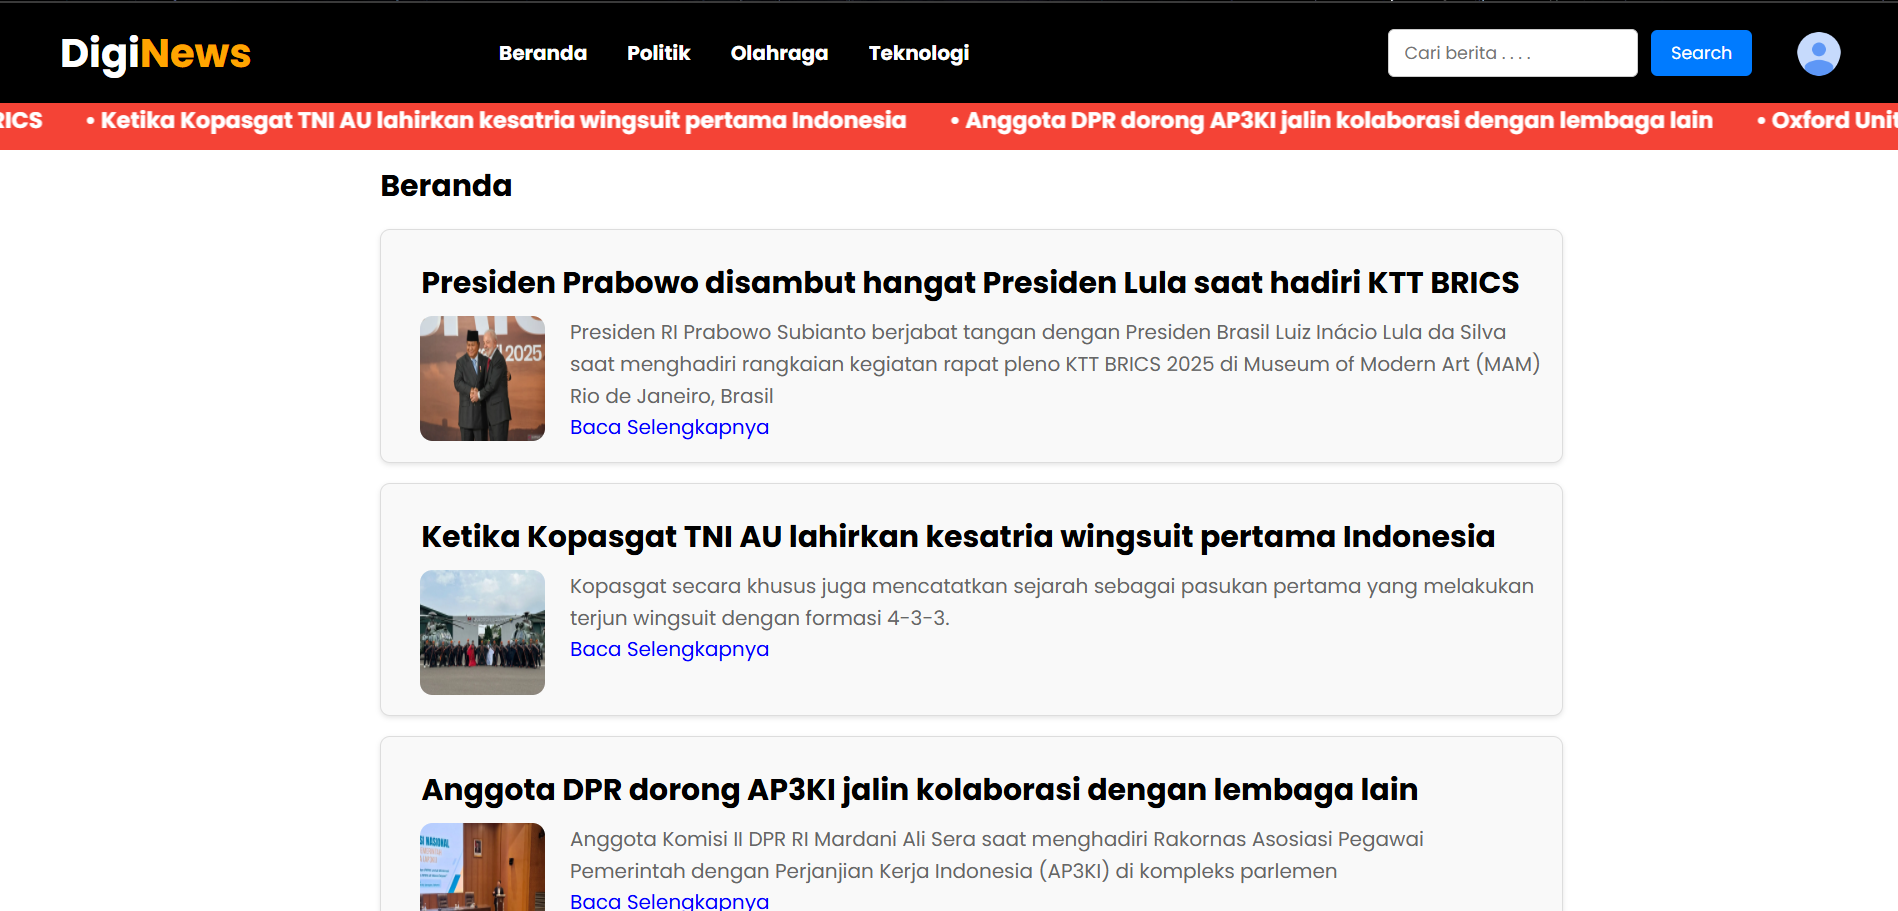 DigiNews
Beranda Politik Olahraga Teknologi
Cari berita . . . .
Search
RICS • Ketika Kopasgat TNI AU lahirkan kesatria wingsuit pertama Indonesia • Anggota DPR dorong AP3KI jalin kolaborasi dengan lembaga lain • Oxford Unit
Beranda
Presiden Prabowo disambut hangat Presiden Lula saat hadiri KTT BRICS
2025
Presiden RI Prabowo Subianto berjabat tangan dengan Presiden Brasil Luiz Inácio Lula da Silva
saat menghadiri rangkaian kegiatan rapat pleno KTT BRICS 2025 di Museum of Modern Art (MAM)
Rio de Janeiro, Brasil
Baca Selengkapnya
Ketika Kopasgat TNI AU lahirkan kesatria wingsuit pertama Indonesia
Kopasgat secara khusus juga mencatatkan sejarah sebagai pasukan pertama yang melakukan
terjun wingsuit dengan formasi 4-3-3.
Baca Selengkapnya
Anggota DPR dorong AP3KI jalin kolaborasi dengan lembaga lain
SI NASIONAL
Anggota Komisi II DPR RI Mardani Ali Sera saat menghadiri Rakornas Asosiasi Pegawai
Pemerintah dengan Perjanjian Kerja Indonesia (AP3KI) di kompleks parlemen
Baca Selengkapnya